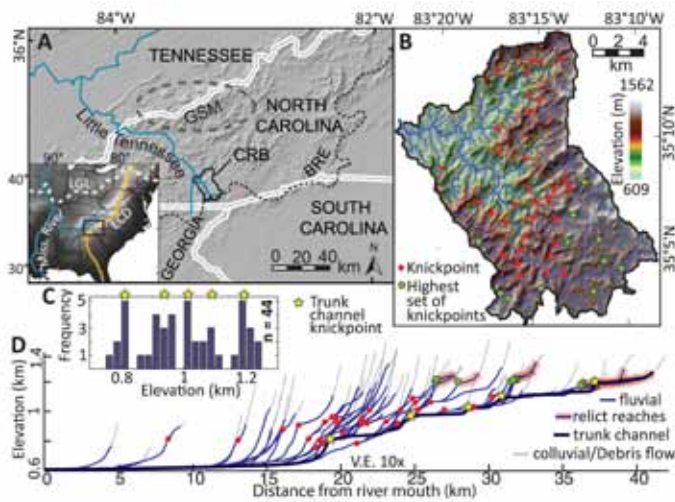 84°W
82°W
83°20'W
83°15'W
36°N
A
TENNESSEE
GSM
Little Tennessee
NORTH
CAROLINA
CRB
BRE
SOUTH
CAROLINA
GEORGIA
90°
80°
40°
30°
N
0 20 40
km
B
0 2 4
km
1562
Elevation (m)
609
35°10'N
35°5'N
Knickpoint
Highest
set of
knickpoints
C
Frequency
5
3
1
n = 44
0.8 1 1.2
Elevation (km)
Trunk
channel
knickpoint
D
1.4
1
0.6
Elevation (km)
fluvial
relict reaches
trunk channel
colluvial/Debris flow
V.E. 10x
0 5 10 15 20 25 30 35 40
Distance from river mouth (km)